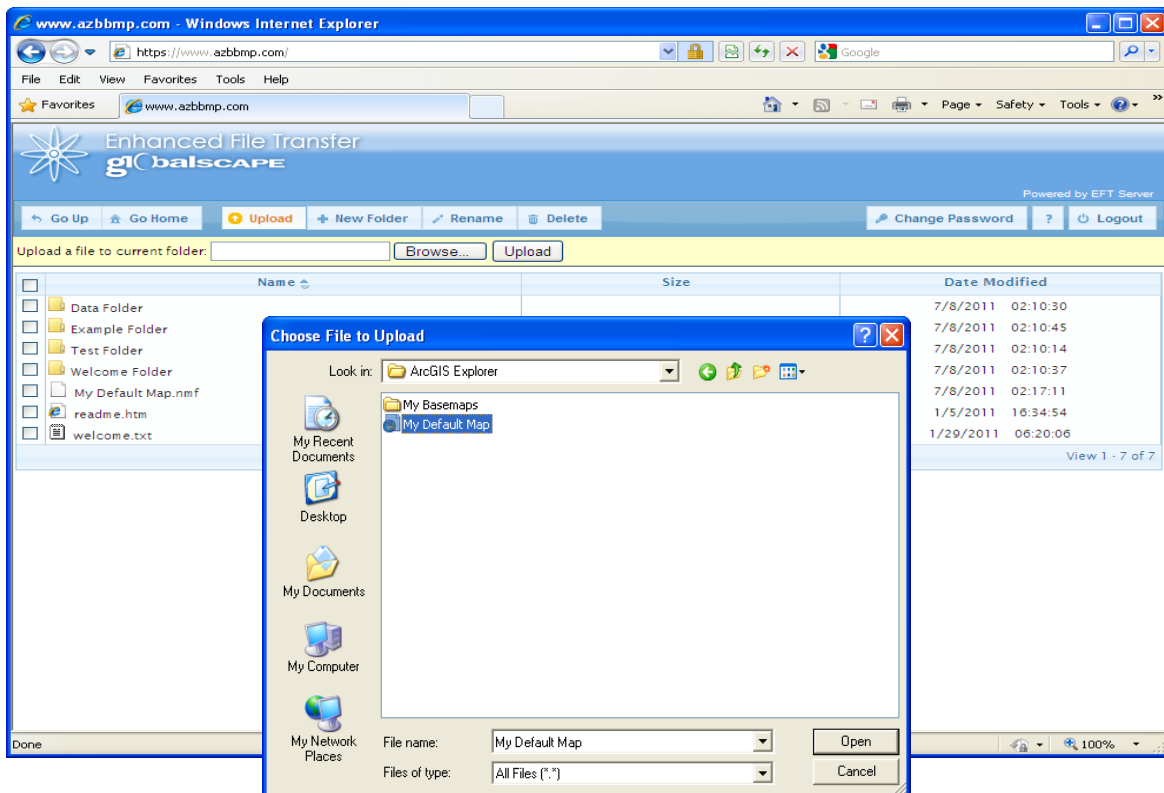 www.azbbmp.com - Windows Internet Explorer
https://www.azbbmp.com/
Google
File Edit View Favorites Tools Help
Favorites www.azbbmp.com Page Safety Tools »
Enhanced File Transfer
globalSCAPE
Powered by EFT Server
Go Up Go Home Upload New Folder Rename Delete Change Password ? Logout
Upload a file to current folder: Browse... Upload
Name Size Date Modified
Data Folder 7/8/2011 02:10:30
Example Folder 7/8/2011 02:10:45
Test Folder 7/8/2011 02:10:14
Welcome Folder 7/8/2011 02:10:37
My Default Map.nmf 7/8/2011 02:17:11
readme.htm 1/5/2011 16:34:54
welcome.txt 1/29/2011 06:20:06
View 1 - 7 of 7
Choose File to Upload
Look in: ArcGIS Explorer
My Recent Documents
Desktop
My Documents
My Computer
My Network Places
My Basemaps
My Default Map
File name: My Default Map Open
Files of type: All Files (*.*) Cancel
Done 100%